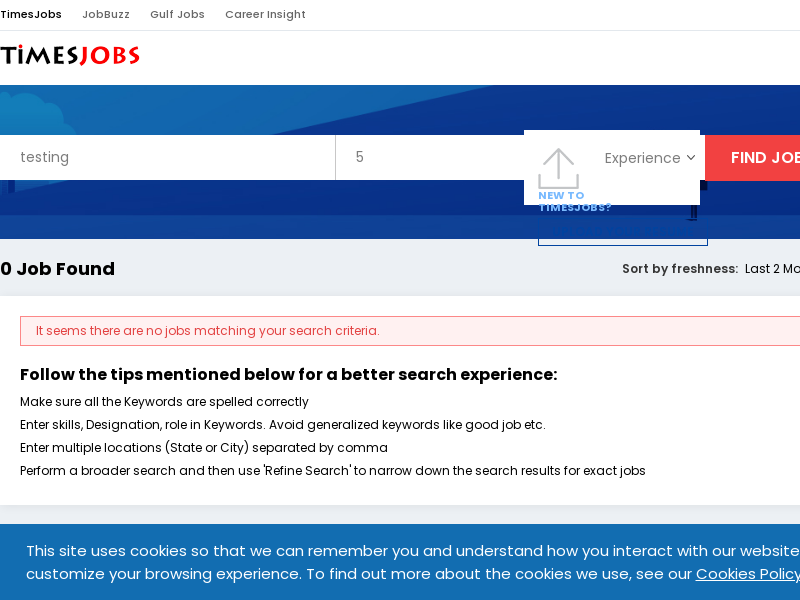 TimesJobs JobBuzz Gulf Jobs Career Insight
TIMESJOBS
testing 5 Experience FIND JOB
NEW TO
TIMESJOBS?
0 Job Found Sort by freshness: Last 2 Mo
It seems there are no jobs matching your search criteria.
Follow the tips mentioned below for a better search experience:
Make sure all the Keywords are spelled correctly
Enter skills, Designation, role in Keywords. Avoid generalized keywords like good job etc.
Enter multiple locations (State or City) separated by comma
Perform a broader search and then use 'Refine Search' to narrow down the search results for exact jobs
This site uses cookies so that we can remember you and understand how you interact with our website
customize your browsing experience. To find out more about the cookies we use, see our Cookies Policy